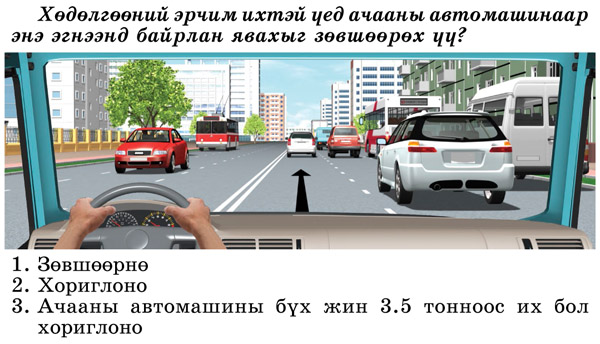 Хөдөлгөөний эрчим ихтэй үед ачааны автомашинаар
энэ эгнээнд байрлан явахыг зөвшөөрөх үү?
1. Зөвшөөрнө
2. Хориглоно
3. Ачааны автомашины бүх жин 3.5 тонноос их бол
хориглоно